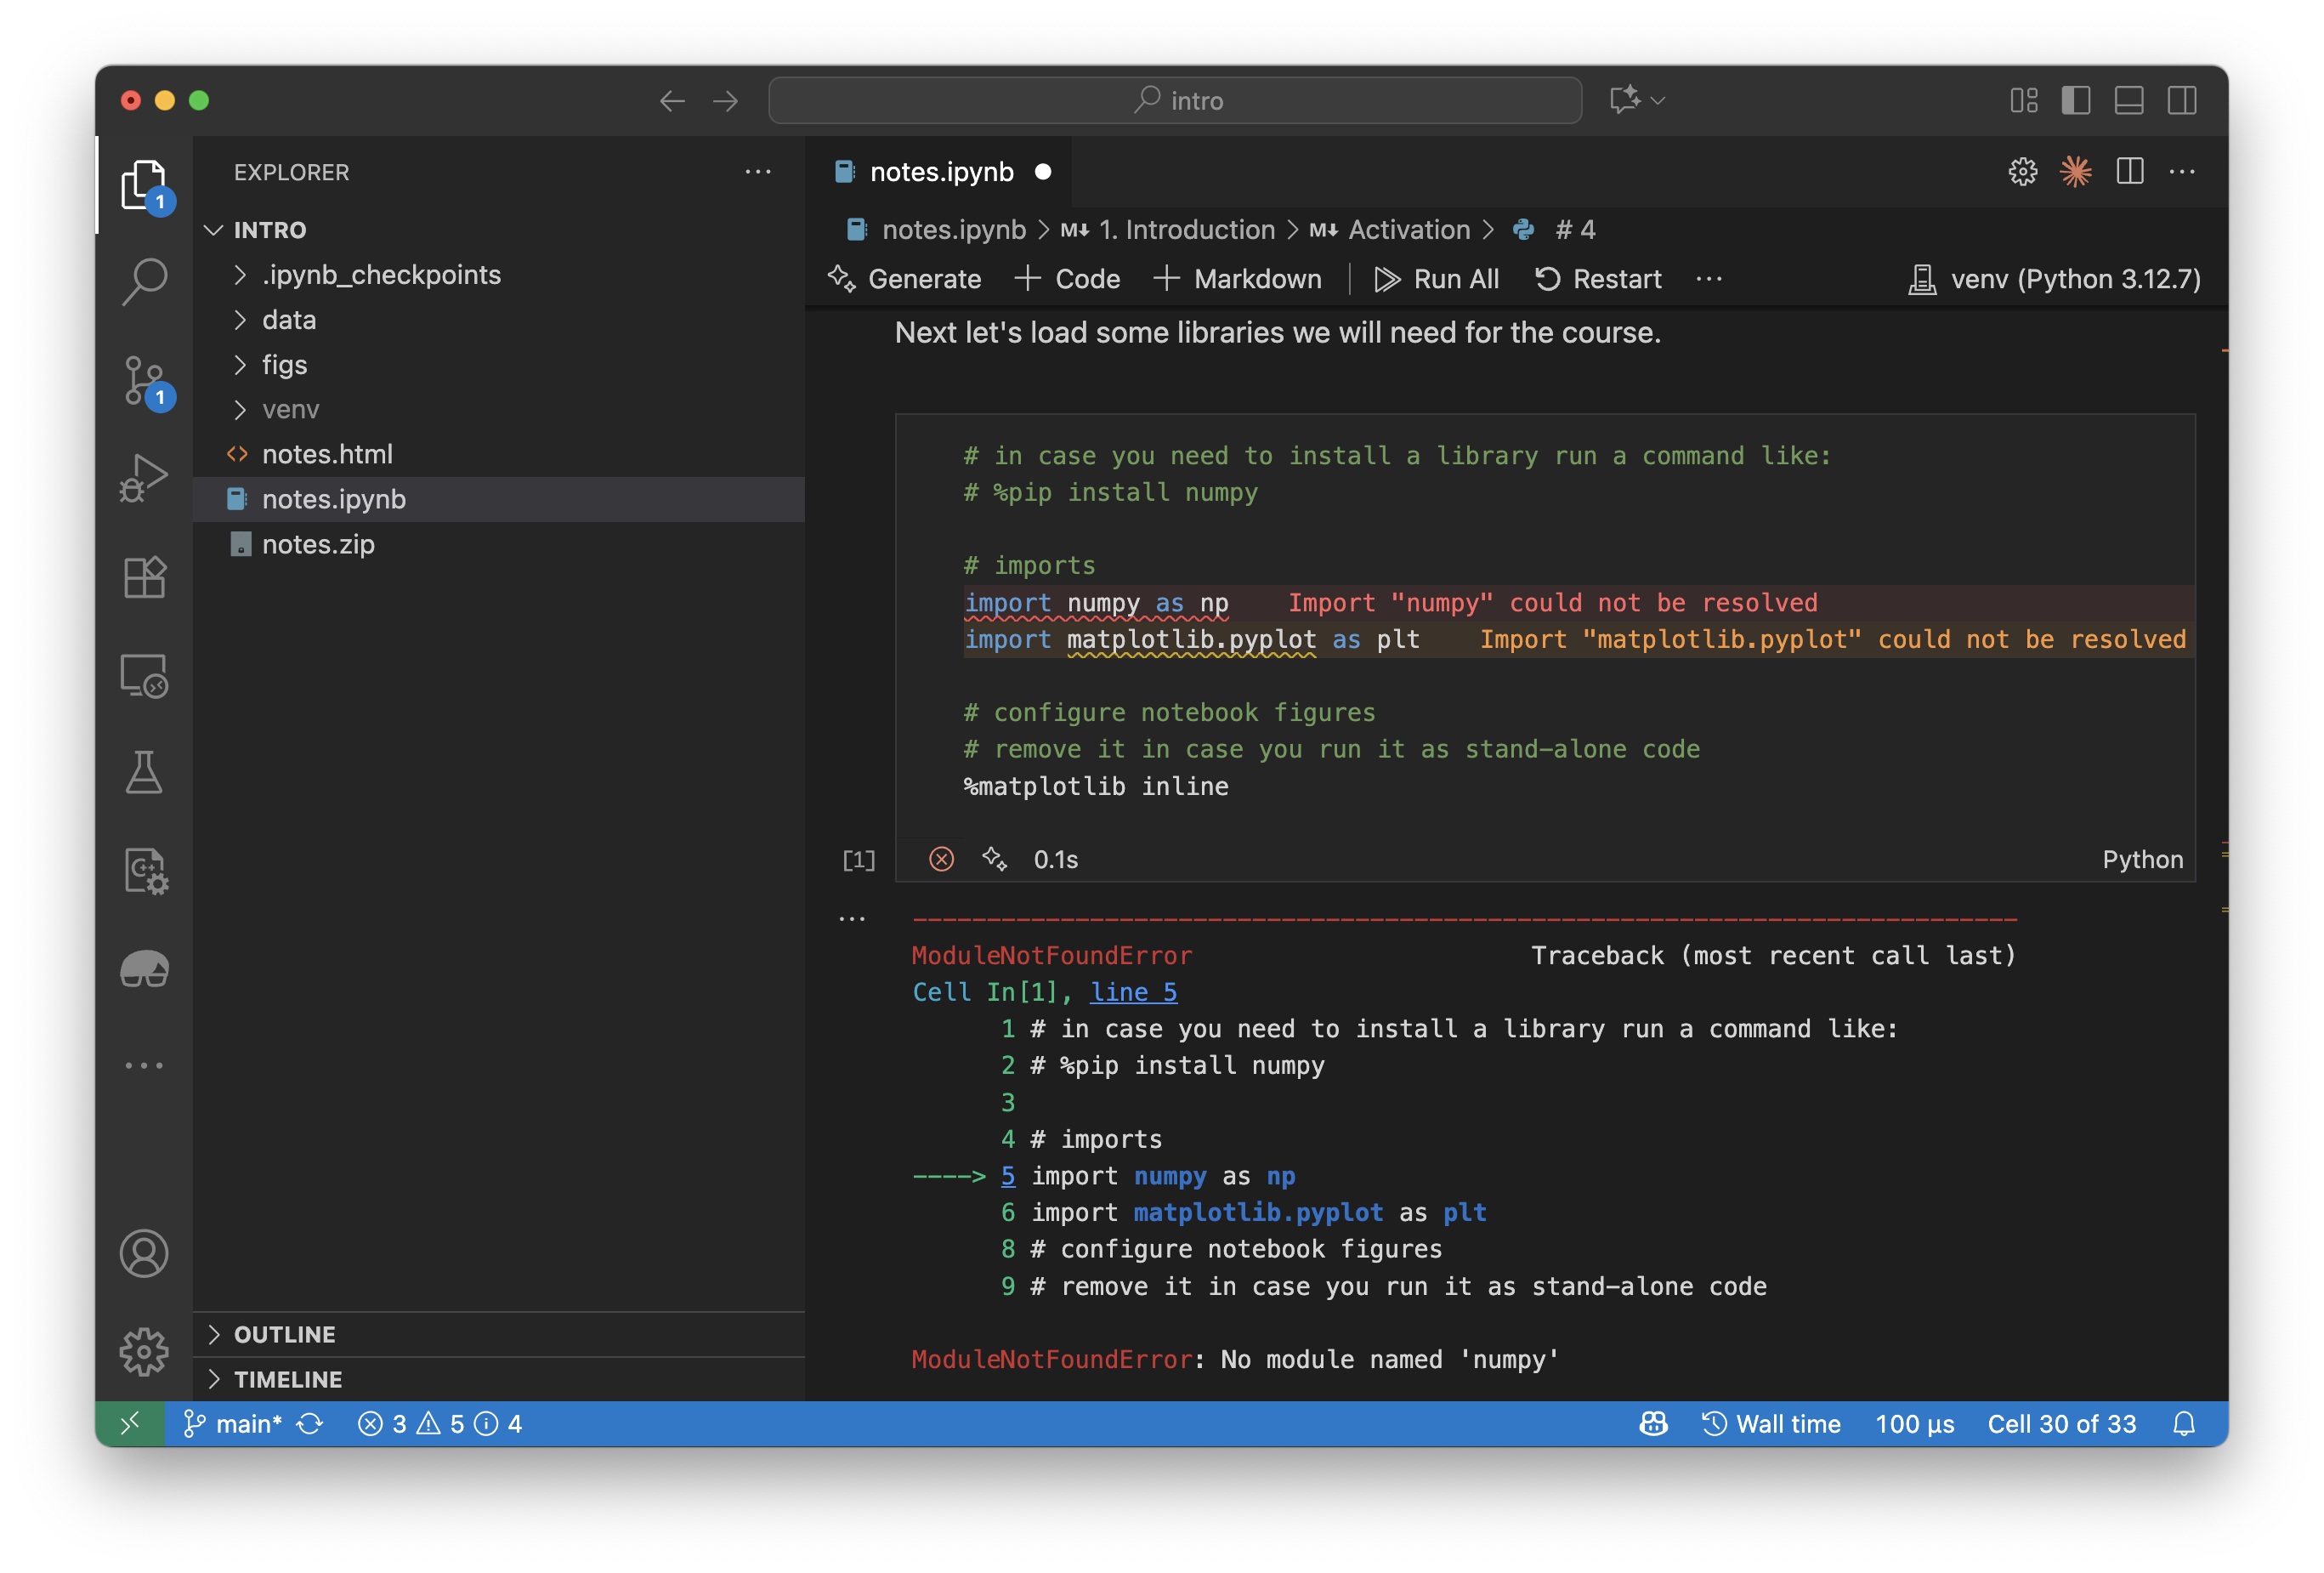 intro
EXPLORER
1
INTRO
.ipynb_checkpoints
data
figs
venv
notes.html
notes.ipynb
notes.zip
1
OUTLINE
TIMELINE
notes.ipynb
notes.ipynb > M↓ 1. Introduction > M↓ Activation > # 4
Generate + Code + Markdown | Run All Restart ··· venv (Python 3.12.7)
Next let's load some libraries we will need for the course.
# in case you need to install a library run a command like:
# %pip install numpy
# imports
import numpy as np Import "numpy" could not be resolved
import matplotlib.pyplot as plt Import "matplotlib.pyplot" could not be resolved
# configure notebook figures
# remove it in case you run it as stand-alone code
%matplotlib inline
[1] 0.1s Python
---------------------------------------------------------------------------
ModuleNotFoundError Traceback (most recent call last)
Cell In[1], line 5
1 # in case you need to install a library run a command like:
2 # %pip install numpy
3
4 # imports
----> 5 import numpy as np
6 import matplotlib.pyplot as plt
8 # configure notebook figures
9 # remove it in case you run it as stand-alone code
ModuleNotFoundError: No module named 'numpy'
main* 3 5 4 Wall time 100 μs Cell 30 of 33
C++